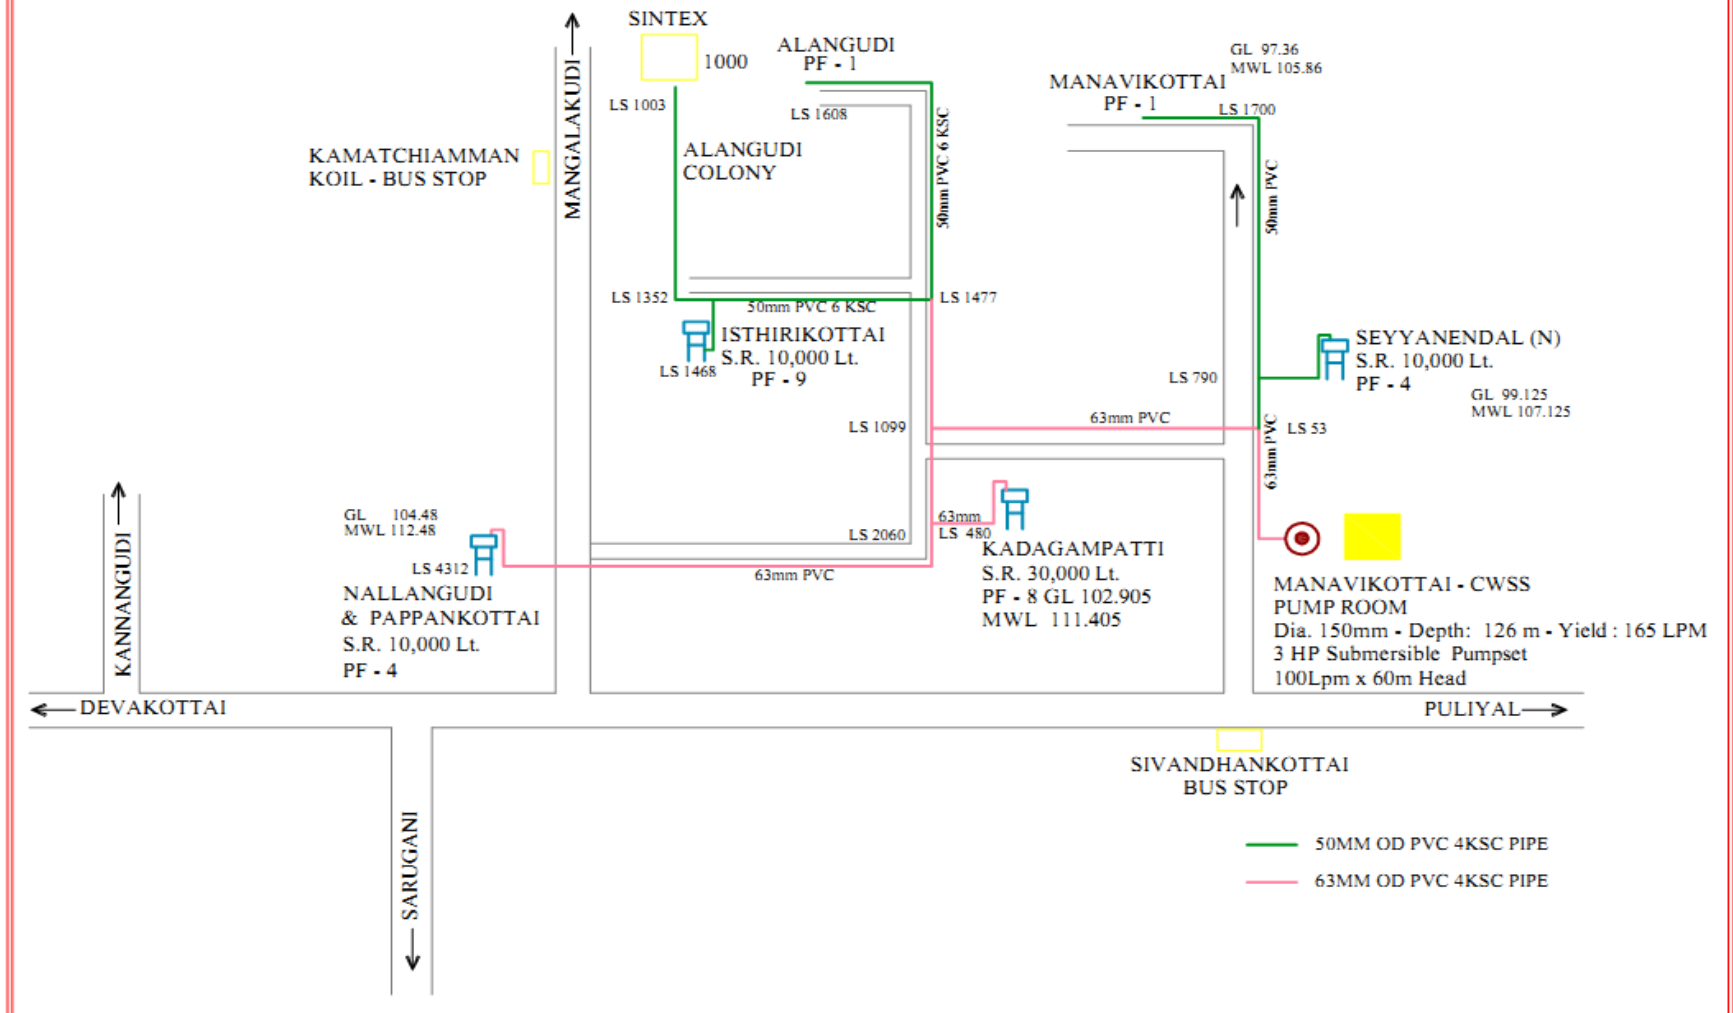 SINTEX
1000
LS 1003
ALANGUDI
PF - 1
LS 1608
GL 97.36
MWL 105.86
MANAVIKOTTAI
PF - 1
LS 1700
MANGALAKUDI
KAMATCHIAMMAN
KOIL - BUS STOP
ALANGUDI
COLONY
50mm PVC 6 KSC
50mm PVC
LS 1352
50mm PVC 6 KSC
LS 1477
ISTHIRIKOTTAI
S.R. 10,000 Lt.
PF - 9
LS 1468
SEYYANENDAL (N)
S.R. 10,000 Lt.
PF - 4
GL 99.125
MWL 107.125
LS 790
LS 1099
63mm PVC
LS 53
63mm PVC
GL 104.48
MWL 112.48
LS 4312
NALLANGUDI
& PAPPANKOTTAI
S.R. 10,000 Lt.
PF - 4
LS 2060
63mm PVC
63mm
LS 480
KADAGAMPATTI
S.R. 30,000 Lt.
PF - 8 GL 102.905
MWL 111.405
MANAVIKOTTAI - CWSS
PUMP ROOM
Dia. 150mm - Depth: 126 m - Yield : 165 LPM
3 HP Submersible Pumpset
100Lpm x 60m Head
KANNANGUDI
DEVAKOTTAI
PULIYAL
SIVANDHANKOTTAI
BUS STOP
SARUGANI
50MM OD PVC 4KSC PIPE
63MM OD PVC 4KSC PIPE